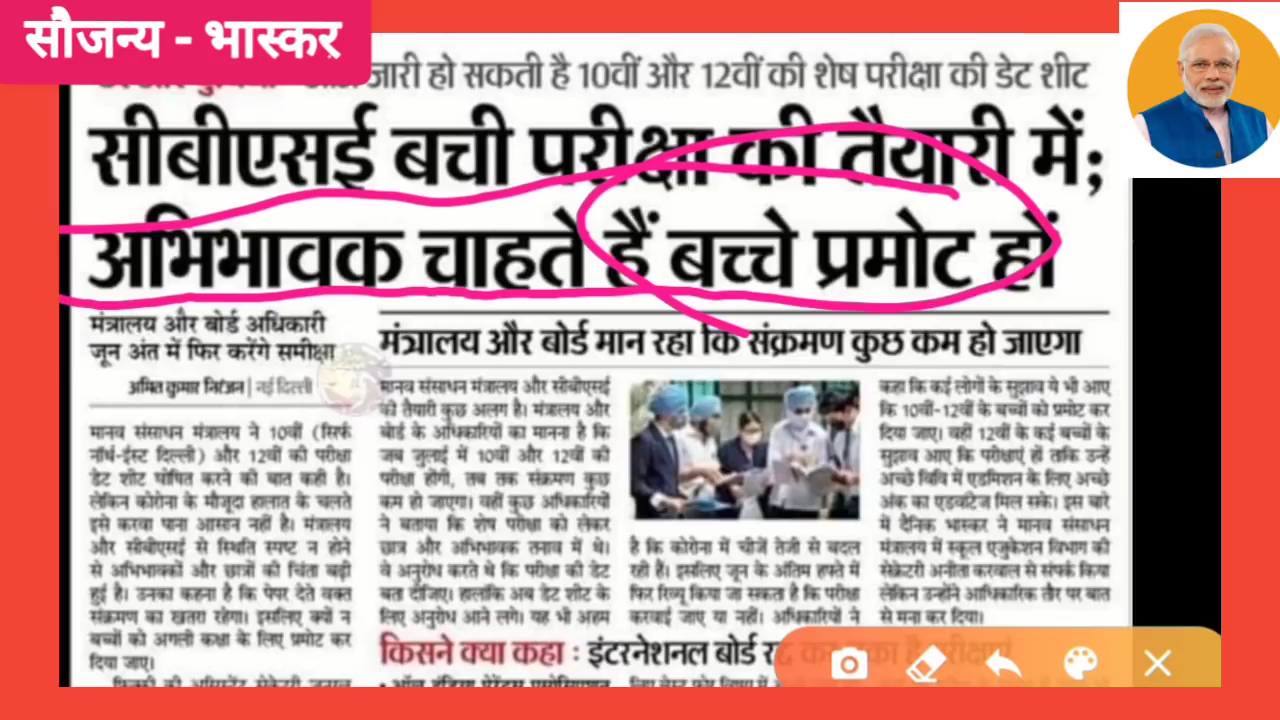 सौजन्य - भास्कर
जारी हो सकती है 10वीं और 12वीं की शेष परीक्षा की डेट शीट
सीबीएसई बची परीक्षा की तैयारी में;
अभिभावक चाहते हैं बच्चे प्रमोट हों
मंत्रालय और बोर्ड अधिकारी
जून अंत में फिर करेंगे समीक्षा
अमित कुमार निरंजन | नई दिल्ली
मानव संसाधन मंत्रालय ने 10वीं (सिर्फ
नॉर्थ-ईस्ट दिल्ली) और 12वीं की परीक्षा
डेट शीट घोषित करने की बात कही है।
लेकिन कोरोना के मौजूदा हालात के चलते
इसे करवा पाना आसान नहीं है। मंत्रालय
और सीबीएसई से स्थिति स्पष्ट न होने
से अभिभावकों और छात्रों की चिंता बढ़ी
हुई है। उनका कहना है कि पेपर देते वक्त
संक्रमण का खतरा रहेगा। इसलिए क्यों न
बच्चों को अगली कक्षा के लिए प्रमोट कर
दिया जाए।
मंत्रालय और बोर्ड मान रहा कि संक्रमण कुछ कम हो जाएगा
मानव संसाधन मंत्रालय और सीबीएसई
की तैयारी कुछ अलग है। मंत्रालय और
बोर्ड के अधिकारियों का मानना है कि
जब जुलाई में 10वीं और 12वीं की
परीक्षा होंगी, तब तक संक्रमण कुछ
कम हो जाएगा। वहीं कुछ अधिकारियों
ने बताया कि शेष परीक्षा को लेकर
छात्र और अभिभावक तनाव में थे।
वे अनुरोध करते थे कि परीक्षा की डेट
बता दीजिए। हालांकि अब डेट शीट के
लिए अनुरोध आने लगे। यह भी अहम
है कि कोरोना में चीजें तेजी से बदल
रही हैं। इसलिए जून के अंतिम हफ्ते में
फिर रिव्यू किया जा सकता है कि परीक्षा
करवाई जाए या नहीं। अधिकारियों ने
कहा कि कई लोगों के सुझाव ये भी आए
कि 10वीं-12वीं के बच्चों को प्रमोट कर
दिया जाए। वहीं 12वीं के कई बच्चों के
सुझाव आए कि परीक्षाएं हों ताकि उन्हें
अच्छे विवि में एडमिशन के लिए अच्छे
अंक का एडवांटेज मिल सके। इस बारे
में दैनिक भास्कर ने मानव संसाधन
मंत्रालय में स्कूल एजुकेशन विभाग की
सेक्रेटरी अनीता करवाल से संपर्क किया
लेकिन उन्होंने आधिकारिक तौर पर बात
से मना कर दिया।
किसने क्या कहा : इंटरनेशनल बोर्ड